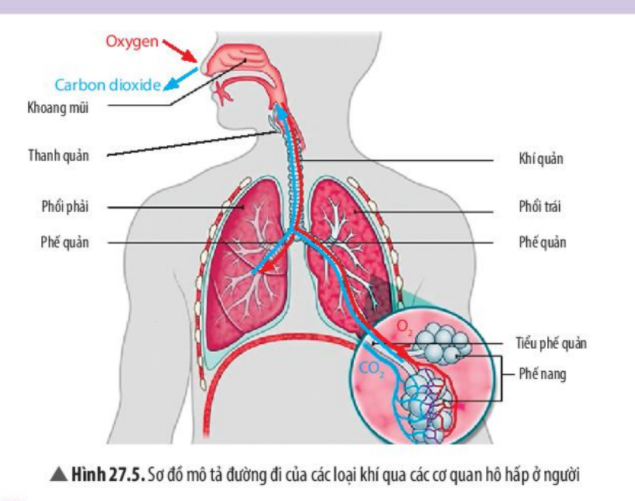 Oxygen
Carbon dioxide
Khoang mũi
Thanh quản
Khí quản
Phổi phải
Phổi trái
Phế quản
Phế quản
O₂
CO₂
Tiểu phế quản
Phế nang
▲ Hình 27.5. Sơ đồ mô tả đường đi của các loại khí qua các cơ quan hô hấp ở người